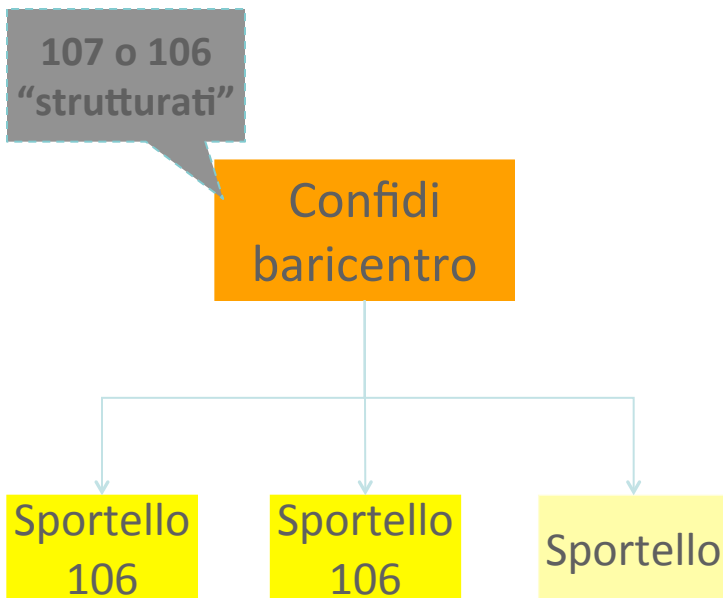 107 o 106
“strutturati”
Confidi
baricentro
Sportello
106
Sportello
106
Sportello